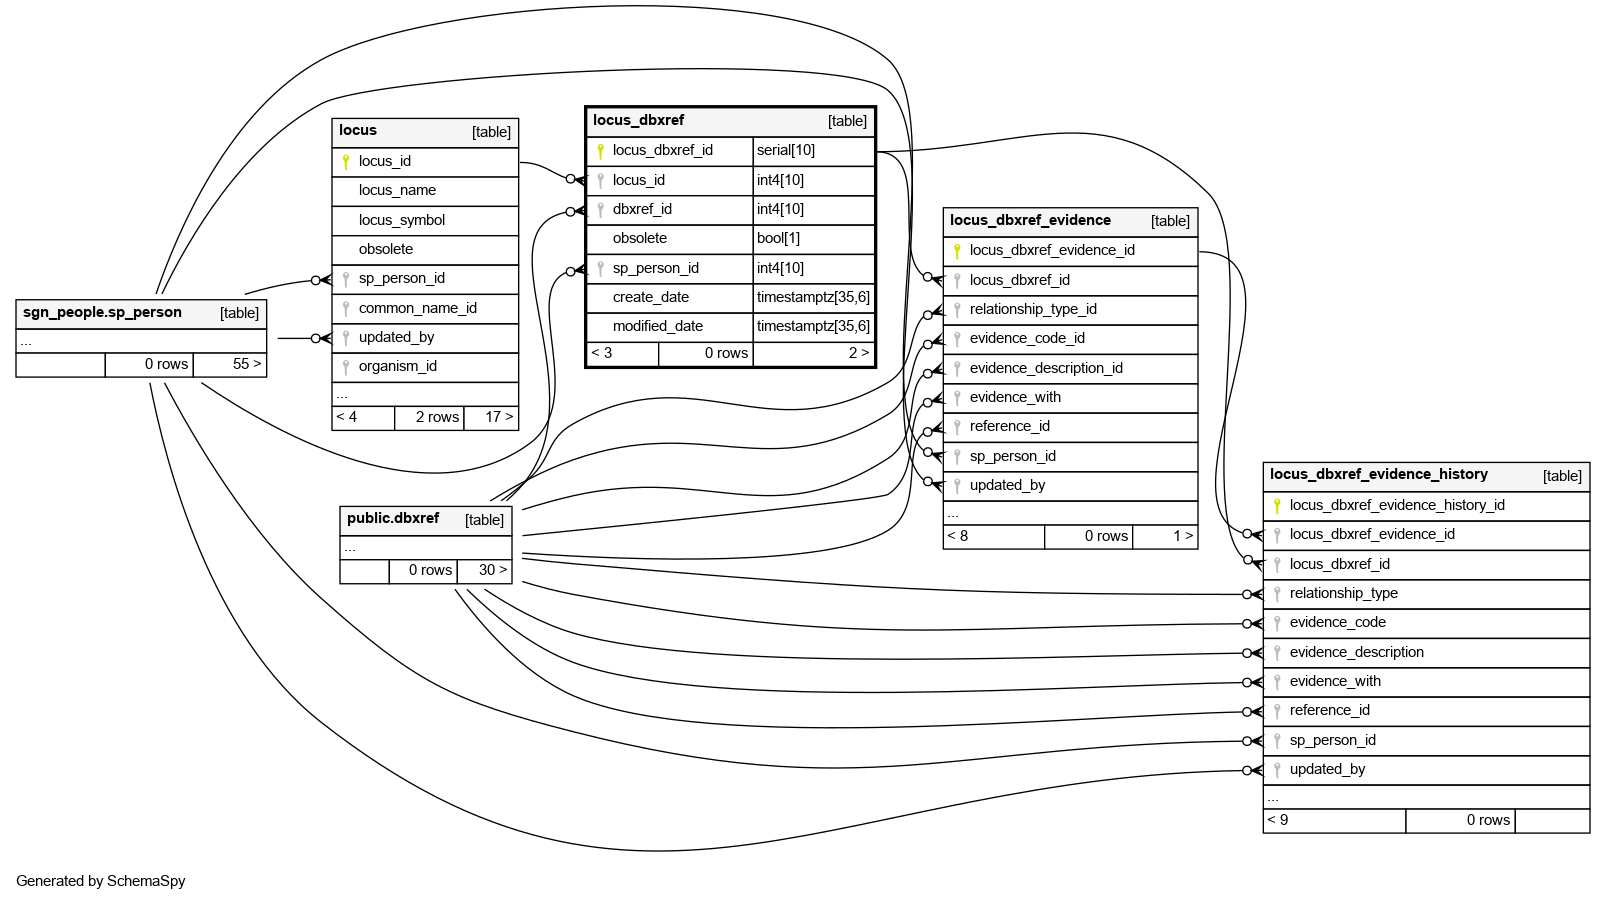 locus [table]
locus_id
locus_name
locus_symbol
obsolete
sp_person_id
common_name_id
updated_by
organism_id
...
< 4 2 rows 17 >
locus_dbxref [table]
locus_dbxref_id serial[10]
locus_id int4[10]
dbxref_id int4[10]
obsolete bool[1]
sp_person_id int4[10]
create_date timestamptz[35,6]
modified_date timestamptz[35,6]
< 3 0 rows 2 >
locus_dbxref_evidence [table]
locus_dbxref_evidence_id
locus_dbxref_id
relationship_type_id
evidence_code_id
evidence_description_id
evidence_with
reference_id
sp_person_id
updated_by
...
< 8 0 rows 1 >
sgn_people.sp_person [table]
...
0 rows 55 >
public.dbxref [table]
...
0 rows 30 >
locus_dbxref_evidence_history [table]
locus_dbxref_evidence_history_id
locus_dbxref_evidence_id
locus_dbxref_id
relationship_type
evidence_code
evidence_description
evidence_with
reference_id
sp_person_id
updated_by
...
< 9 0 rows
Generated by SchemaSpy